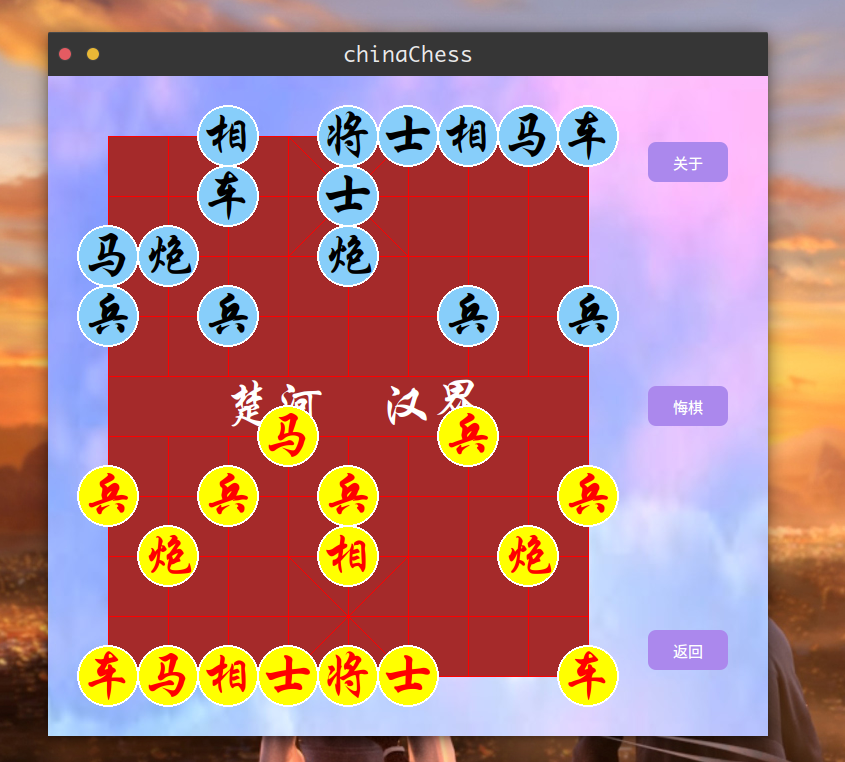 chinaChess
相 将 士 相 马 车
关于
车 士
马 炮 炮
兵 兵 兵 兵
楚河 汉界
悔棋
马 兵
兵 兵 兵 兵
炮 相 炮
返回
车 马 相 士 将 士 车